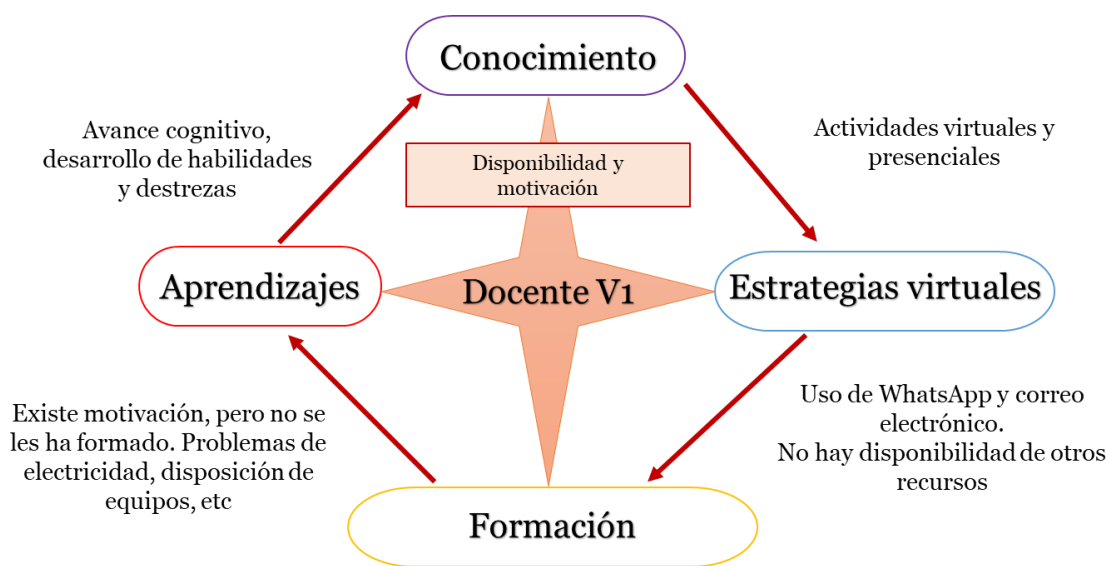 Conocimiento
Avance cognitivo,
desarrollo de habilidades
y destrezas
Disponibilidad y
motivación
Actividades virtuales y
presenciales
Aprendizajes
Docente V1
Estrategias virtuales
Existe motivación, pero no se
les ha formado. Problemas de
electricidad, disposición de
equipos, etc
Uso de WhatsApp y correo
electrónico.
No hay disponibilidad de otros
recursos
Formación